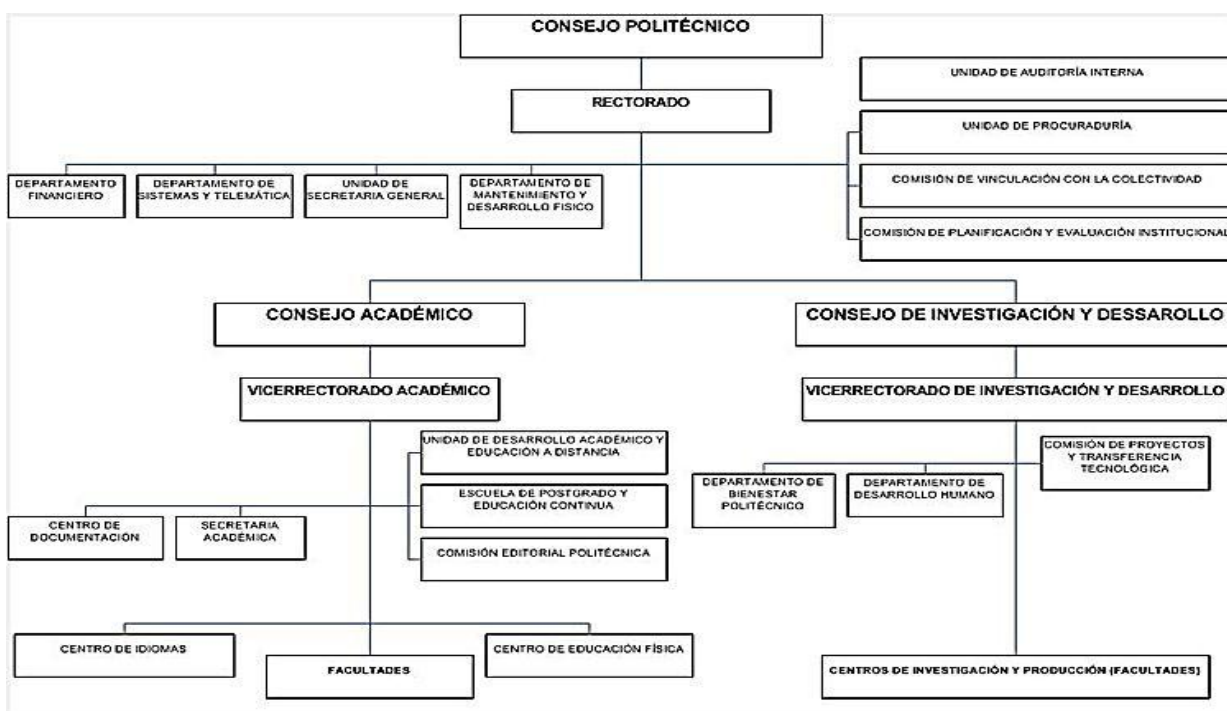 CONSEJO POLITÉCNICO
RECTORADO
UNIDAD DE AUDITORÍA INTERNA
UNIDAD DE PROCURADURÍA
COMISIÓN DE VINCULACIÓN CON LA COLECTIVIDAD
COMISIÓN DE PLANIFICACIÓN Y EVALUACIÓN INSTITUCIONAL
DEPARTAMENTO
FINANCIERO
DEPARTAMENTO DE
SISTEMAS Y TELEMÁTICA
UNIDAD DE
SECRETARIA GENERAL
DEPARTAMENTO DE
MANTENIMIENTO Y
DESARROLLO FISICO
CONSEJO ACADÉMICO
CONSEJO DE INVESTIGACIÓN Y DESSAROLLO
VICERRECTORADO ACADÉMICO
VICERRECTORADO DE INVESTIGACIÓN Y DESARROLLO
UNIDAD DE DESARROLLO ACADÉMICO Y
EDUCACIÓN A DISTANCIA
ESCUELA DE POSTGRADO Y
EDUCACIÓN CONTINUA
COMISIÓN EDITORIAL POLITÉCNICA
CENTRO DE
DOCUMENTACIÓN
SECRETARIA
ACADÉMICA
COMISIÓN DE PROYECTOS
Y TRANSFERENCIA
TECNOLÓGICA
DEPARTAMENTO DE
BIENESTAR
POLITÉCNICO
DEPARTAMENTO DE
DESARROLLO HUMANO
CENTRO DE IDIOMAS
FACULTADES
CENTRO DE EDUCACIÓN FÍSICA
CENTROS DE INVESTIGACIÓN Y PRODUCCIÓN (FACULTADES)